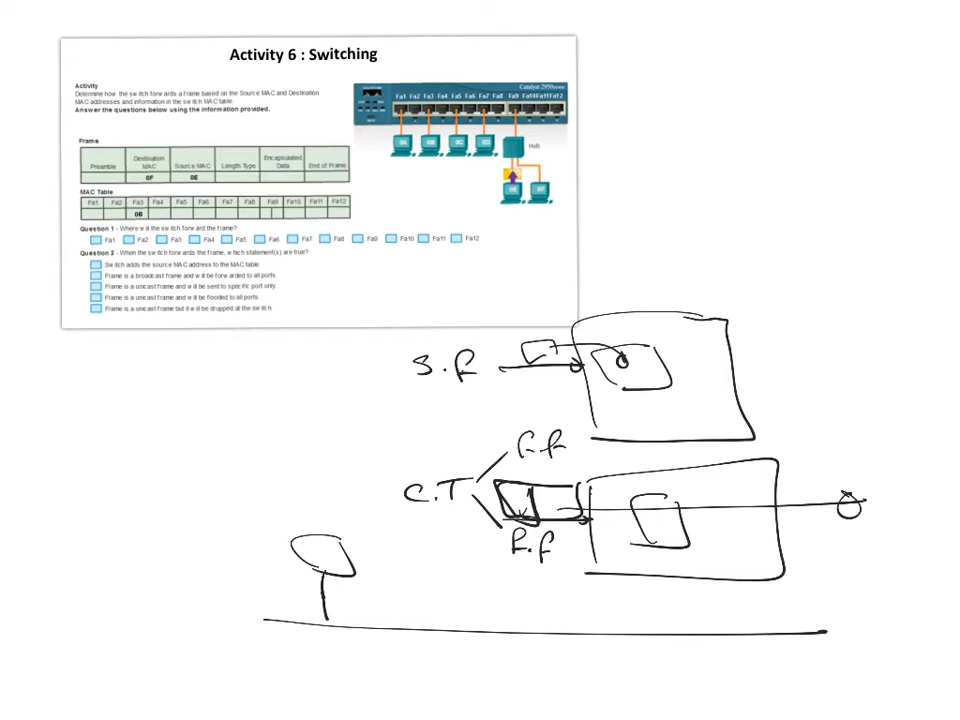 Activity 6 : Switching
Activity
Determine how the switch forwards a frame based on the Source MAC and Destination
MAC addresses and information in the switch MAC table.
Answer the questions below using the information provided.
Catalyst 2950
Fa1 Fa2 Fa3 Fa4 Fa5 Fa6 Fa7 Fa8 Fa9 Fa10 Fa11 Fa12
0A 0B 0C 0D
Hub
0E 0F
Frame
Preamble Destination MAC Source MAC Length Type Encapsulated Data End of Frame
0F 0E
MAC Table
Fa1 Fa2 Fa3 Fa4 Fa5 Fa6 Fa7 Fa8 Fa9 Fa10 Fa11 Fa12
0B
Question 1 - Where will the switch forward the frame?
Fa1 Fa2 Fa3 Fa4 Fa5 Fa6 Fa7 Fa8 Fa9 Fa10 Fa11 Fa12
Question 2 - When the switch forwards the frame, which statement(s) are true?
Switch adds the source MAC address to the MAC table.
Frame is a broadcast frame and will be forwarded to all ports.
Frame is a unicast frame and will be sent to specific port only.
Frame is a unicast frame and will be flooded to all ports.
Frame is a unicast frame but it will be dropped at the switch.
S.F
F.F
C.T
F.F